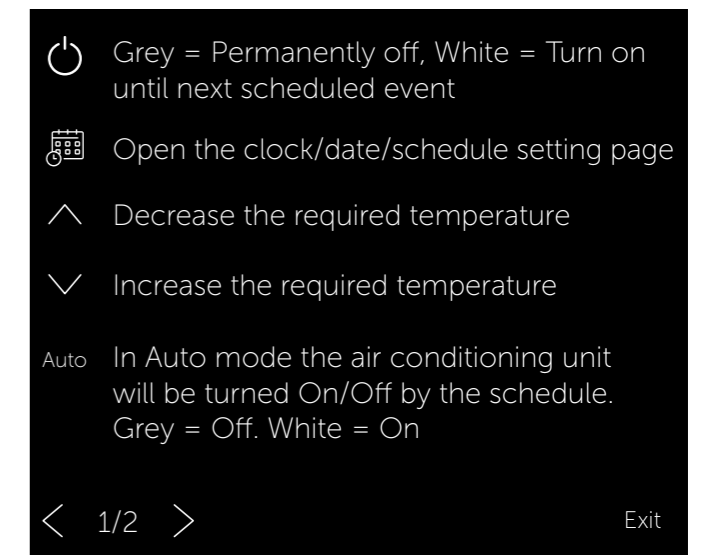 Grey = Permanently off, White = Turn on
until next scheduled event
Open the clock/date/schedule setting page
Decrease the required temperature
Increase the required temperature
Auto In Auto mode the air conditioning unit
will be turned On/Off by the schedule.
Grey = Off. White = On
< 1/2 > Exit